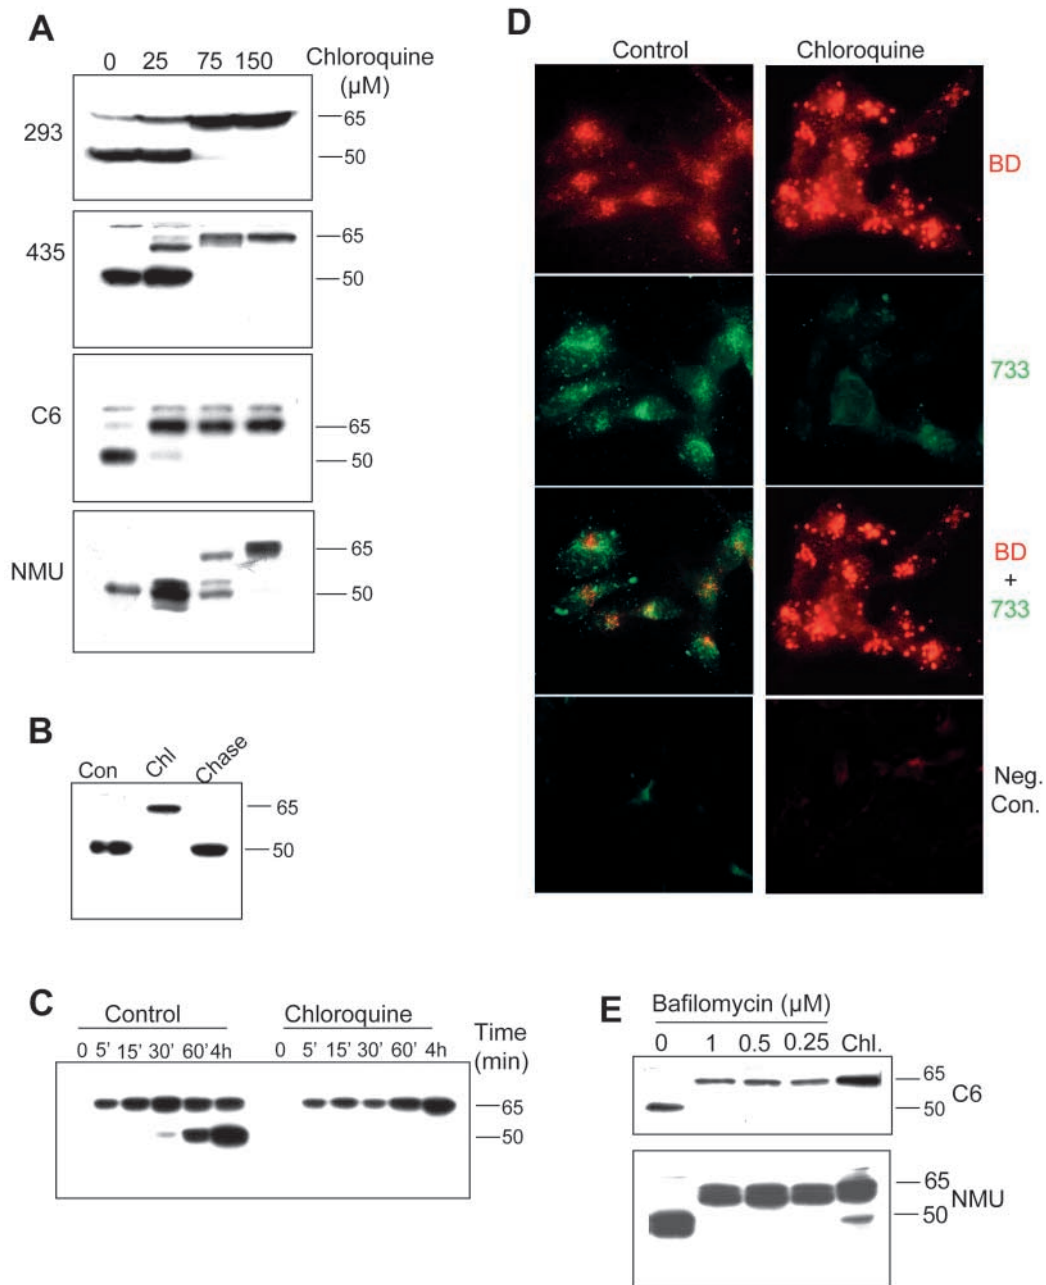 A
0 25 75 150 Chloroquine
(µM)
293
65
50
435
65
50
C6
65
50
NMU
65
50
B
Con Chl Chase
65
50
C
Control Chloroquine
0 5' 15' 30' 60' 4h 0 5' 15' 30' 60' 4h Time
(min)
65
50
D
Control Chloroquine
BD
733
BD
+
733
Neg.
Con.
E
Bafilomycin (µM)
0 1 0.5 0.25 Chl.
65
50
C6
65
50
NMU